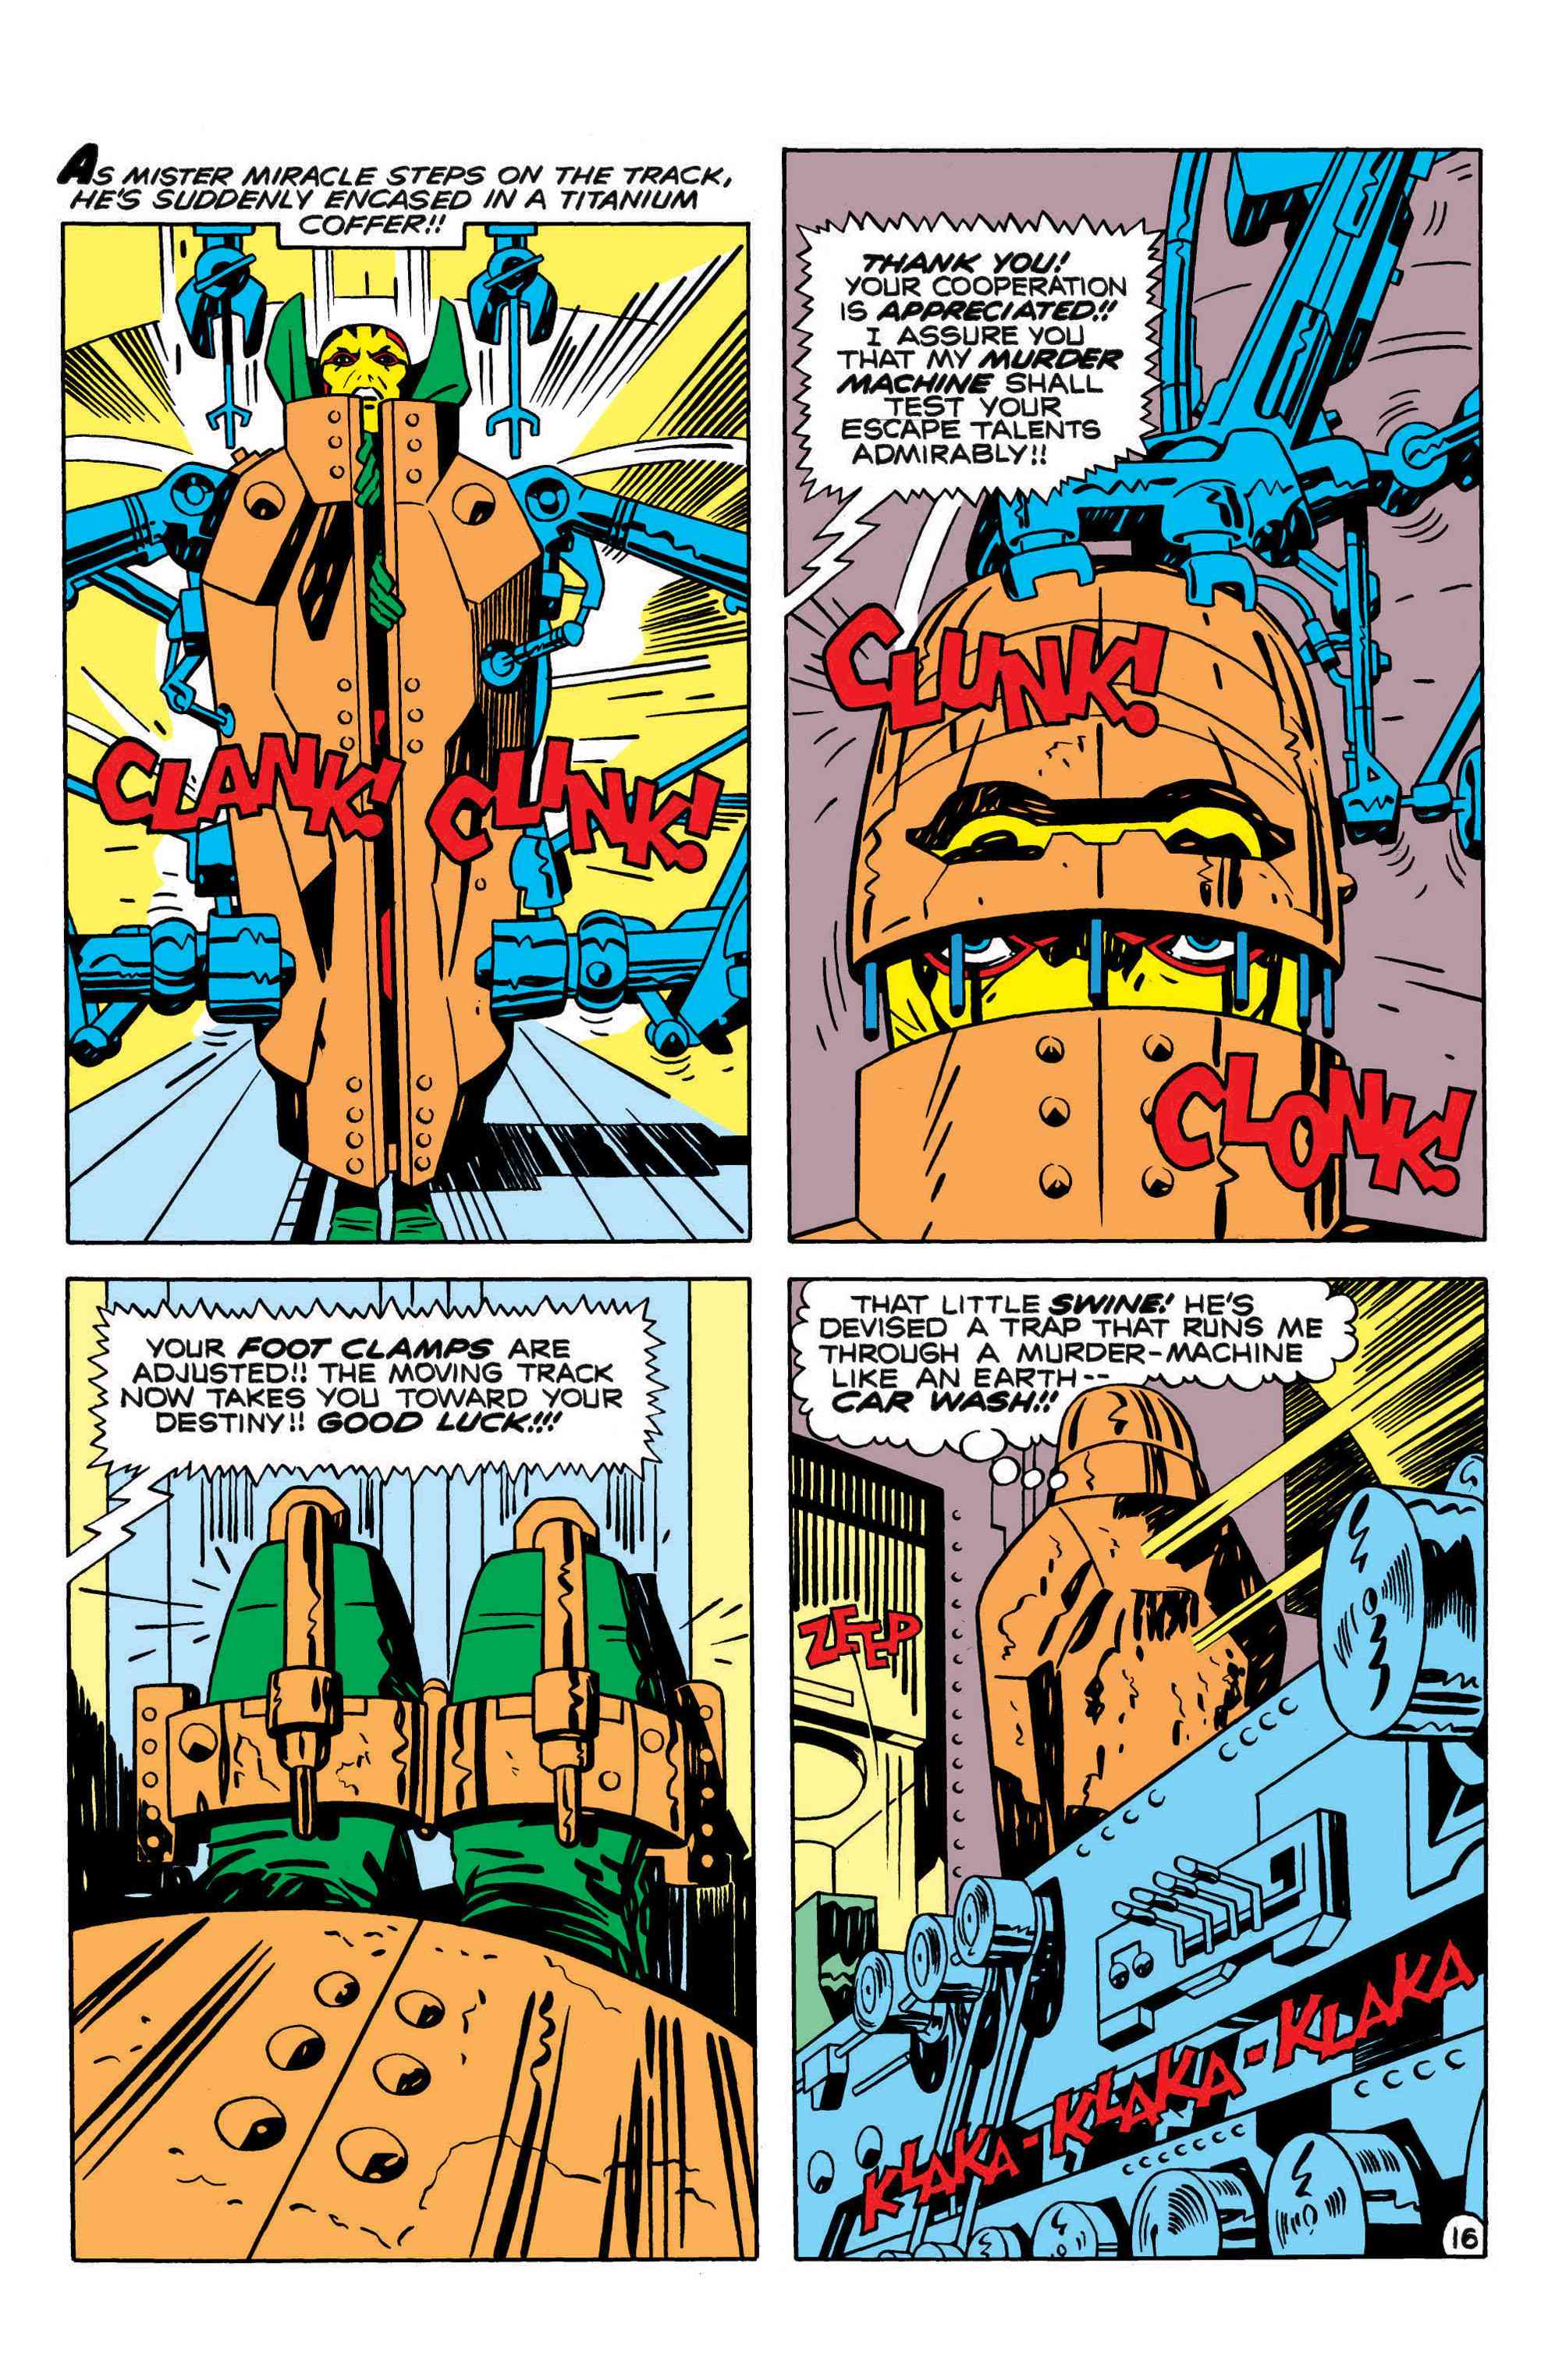 AS MISTER MIRACLE STEPS ON THE TRACK,
HE'S SUDDENLY ENCASED IN A TITANIUM
COFFER!!
CLANK!
CLINK!
THANK YOU!
YOUR COOPERATION
IS APPRECIATED!!
I ASSURE YOU
THAT MY MURDER
MACHINE SHALL
TEST YOUR
ESCAPE TALENTS
ADMIRABLY!!
CLUNK!
CLONK!
YOUR FOOT CLAMPS ARE
ADJUSTED!! THE MOVING TRACK
NOW TAKES YOU TOWARD YOUR
DESTINY!! GOOD LUCK!!!
THAT LITTLE SWINE! HE'S
DEVISED A TRAP THAT RUNS ME
THROUGH A MURDER-MACHINE
LIKE AN EARTH--
CAR WASH!!
ZEEP
KLAKA-KLAKA-KLAKA
16